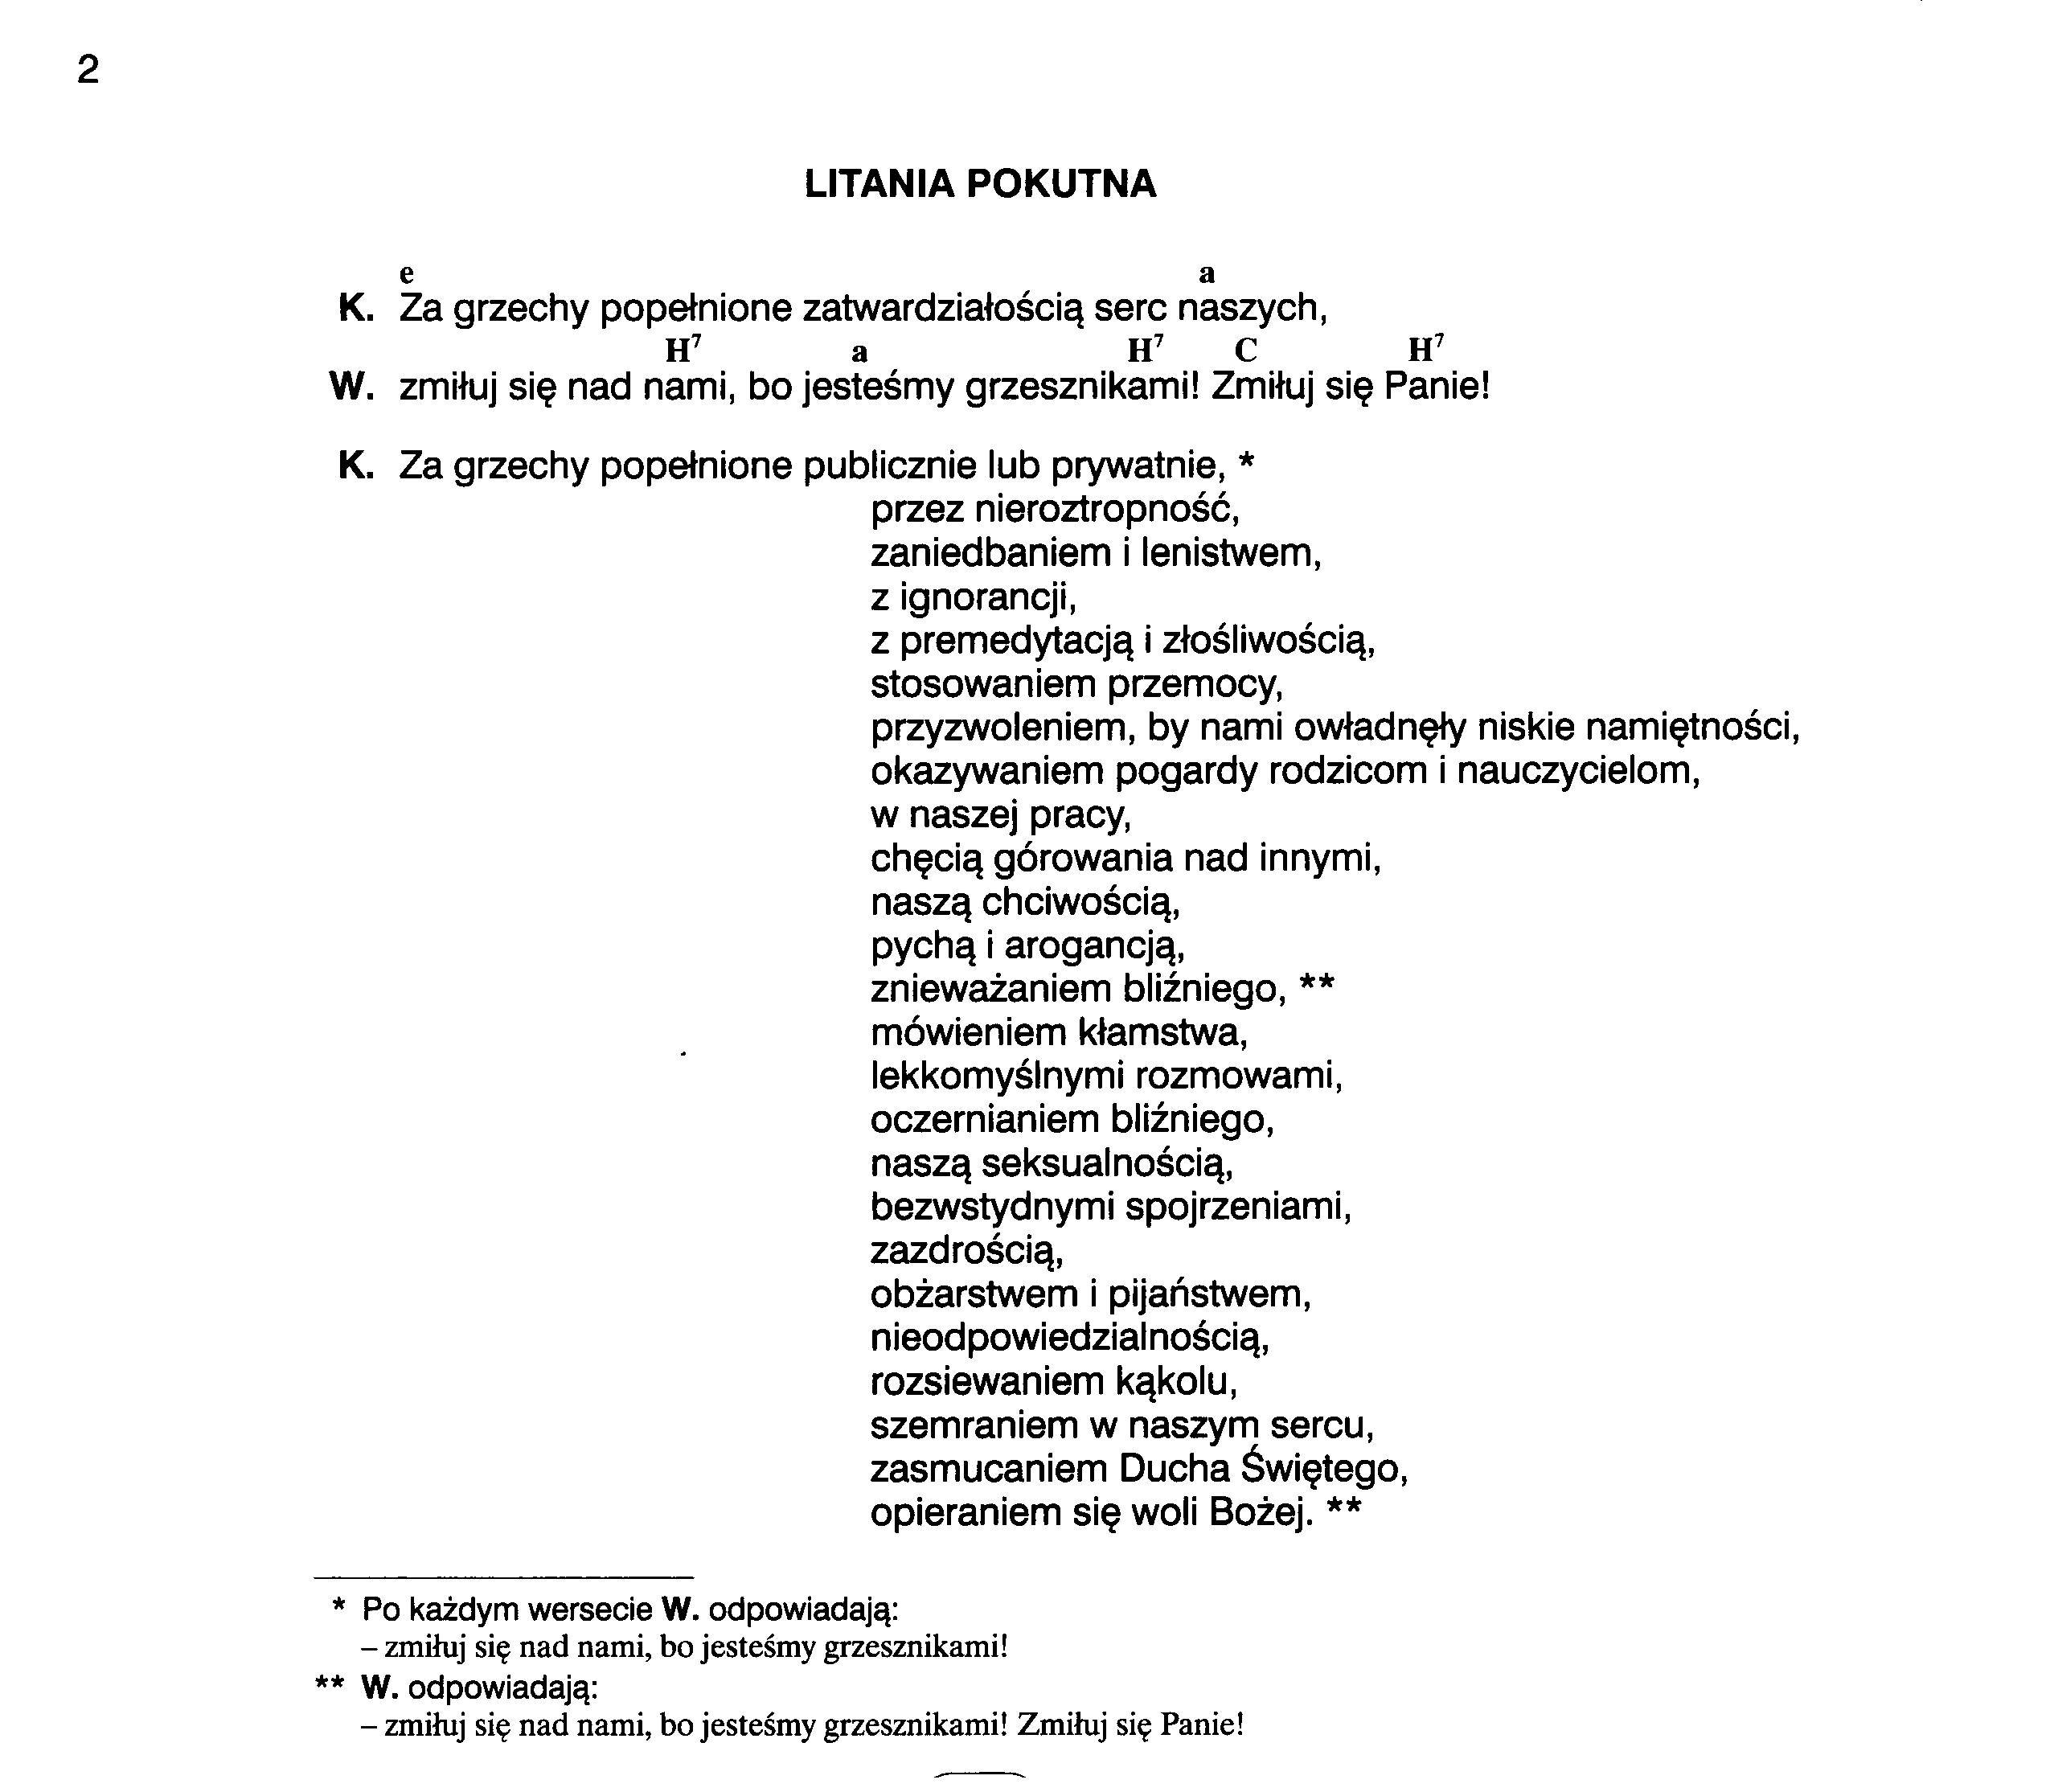 2
LITANIA POKUTNA
e a
K. Za grzechy popełnione zatwardziałością serc naszych,
H⁷ a H⁷ C H⁷
W. zmiłuj się nad nami, bo jesteśmy grzesznikami! Zmiłuj się Panie!
K. Za grzechy popełnione publicznie lub prywatnie, *
przez nieroztropność,
zaniedbaniem i lenistwem,
z ignorancji,
z premedytacją i złośliwością,
stosowaniem przemocy,
przyzwoleniem, by nami owładnęły niskie namiętności,
okazywaniem pogardy rodzicom i nauczycielom,
w naszej pracy,
chęcią górowania nad innymi,
naszą chciwością,
pychą i arogancją,
znieważaniem bliźniego, **
mówieniem kłamstwa,
lekkomyślnymi rozmowami,
oczernianiem bliźniego,
naszą seksualnością,
bezwstydnymi spojrzeniami,
zazdrością,
obżarstwem i pijaństwem,
nieodpowiedzialnością,
rozsiewaniem kąkolu,
szemraniem w naszym sercu,
zasmucaniem Ducha Świętego,
opieraniem się woli Bożej. **
* Po każdym wersecie W. odpowiadają:
– zmiłuj się nad nami, bo jesteśmy grzesznikami!
** W. odpowiadają:
– zmiłuj się nad nami, bo jesteśmy grzesznikami! Zmiłuj się Panie!